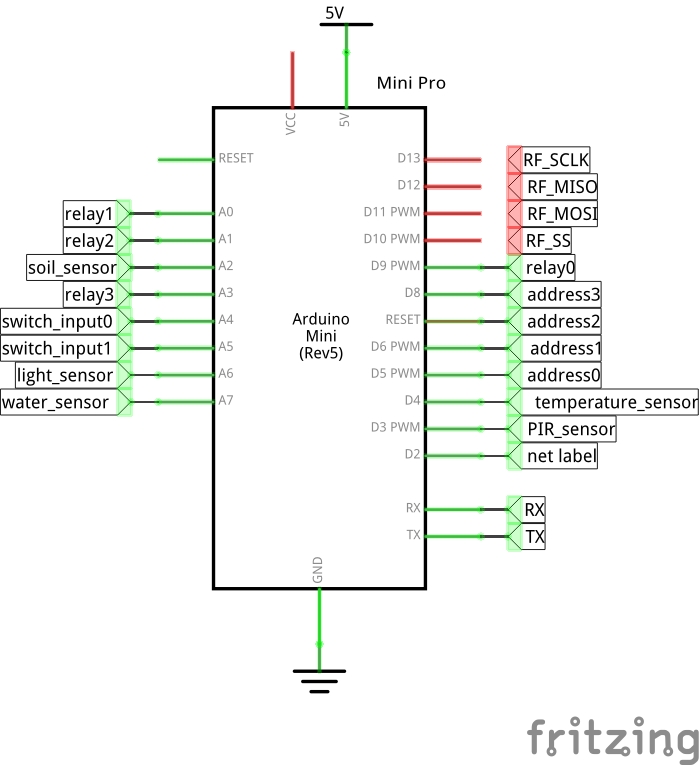 5V
Mini Pro
VCC
5V
RESET
D13
RF_SCLK
D12
RF_MISO
relay1
A0
D11 PWM
RF_MOSI
relay2
A1
D10 PWM
RF_SS
soil_sensor
A2
D9 PWM
relay0
relay3
A3
D8
address3
switch_input0
A4
Arduino
Mini
(Rev5)
RESET
address2
switch_input1
A5
D6 PWM
address1
light_sensor
A6
D5 PWM
address0
water_sensor
A7
D4
temperature_sensor
D3 PWM
PIR_sensor
D2
net label
RX
RX
TX
TX
GND
fritzing